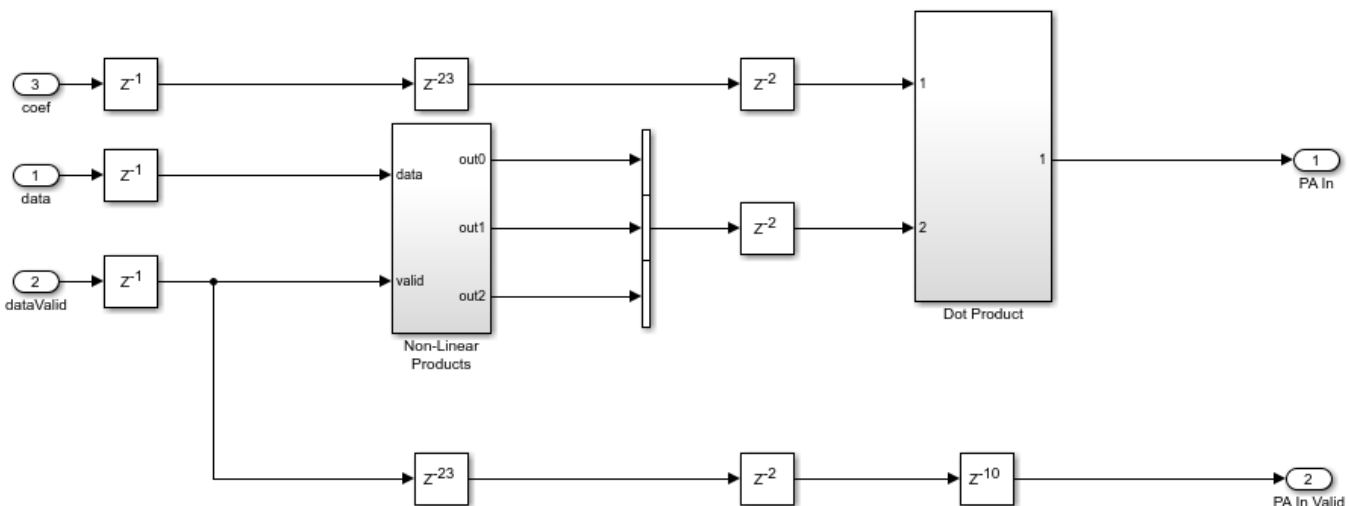 3
coef
z-1
z-23
z-2
1
1
data
z-1
data
out0
out1
out2
valid
z-2
2
1
Dot Product
1
PA In
2
dataValid
z-1
Non-Linear
Products
z-23
z-2
z-10
2
PA In Valid